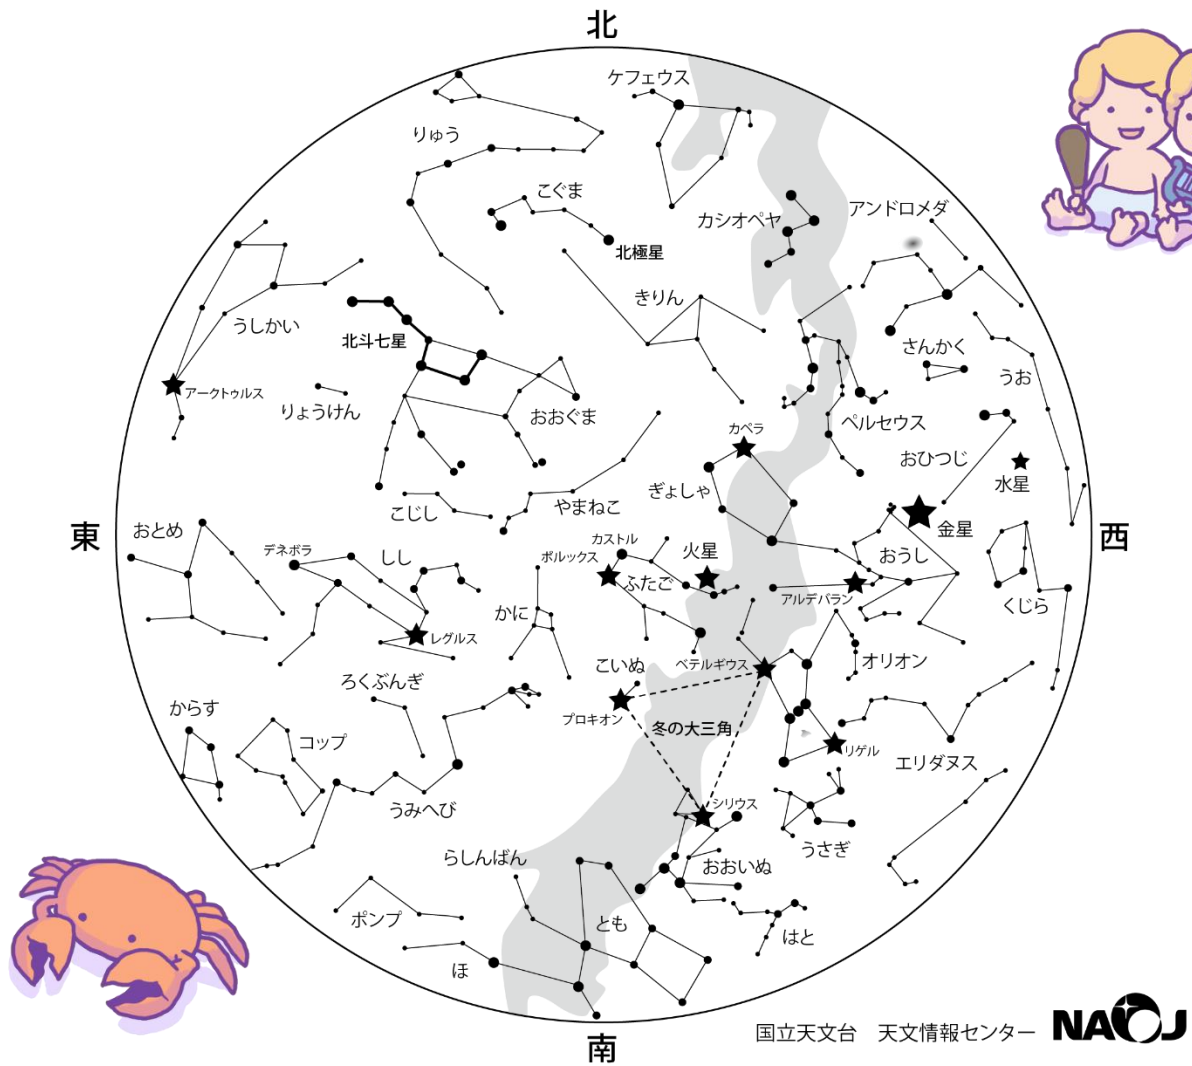 北
ケフェウス
りゅう
こぐま
カシオペヤ
アンドロメダ
北極星
きりん
うしかい
北斗七星
さんかく
うお
アークトゥルス
りょうけん
おおぐま
ペルセウス
カペラ
おひつじ
水星
ぎょしゃ
やまねこ
こじし
金星
東
おとめ
西
デネボラ
しし
カストル
ポルックス
火星
おうし
ふたご
アルデバラン
くじら
かに
レグルス
こいぬ
ベテルギウス
オリオン
ろくぶんぎ
からす
プロキオン
冬の大三角
コップ
リゲル
エリダヌス
うみへび
シリウス
うさぎ
らしんばん
おおいぬ
ポンプ
とも
はと
ほ
国立天文台 天文情報センター
NAOJ
南